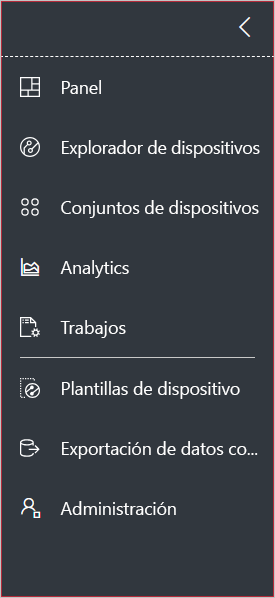 Panel
Explorador de dispositivos
Conjuntos de dispositivos
Analytics
Trabajos
Plantillas de dispositivo
Exportación de datos co...
Administración